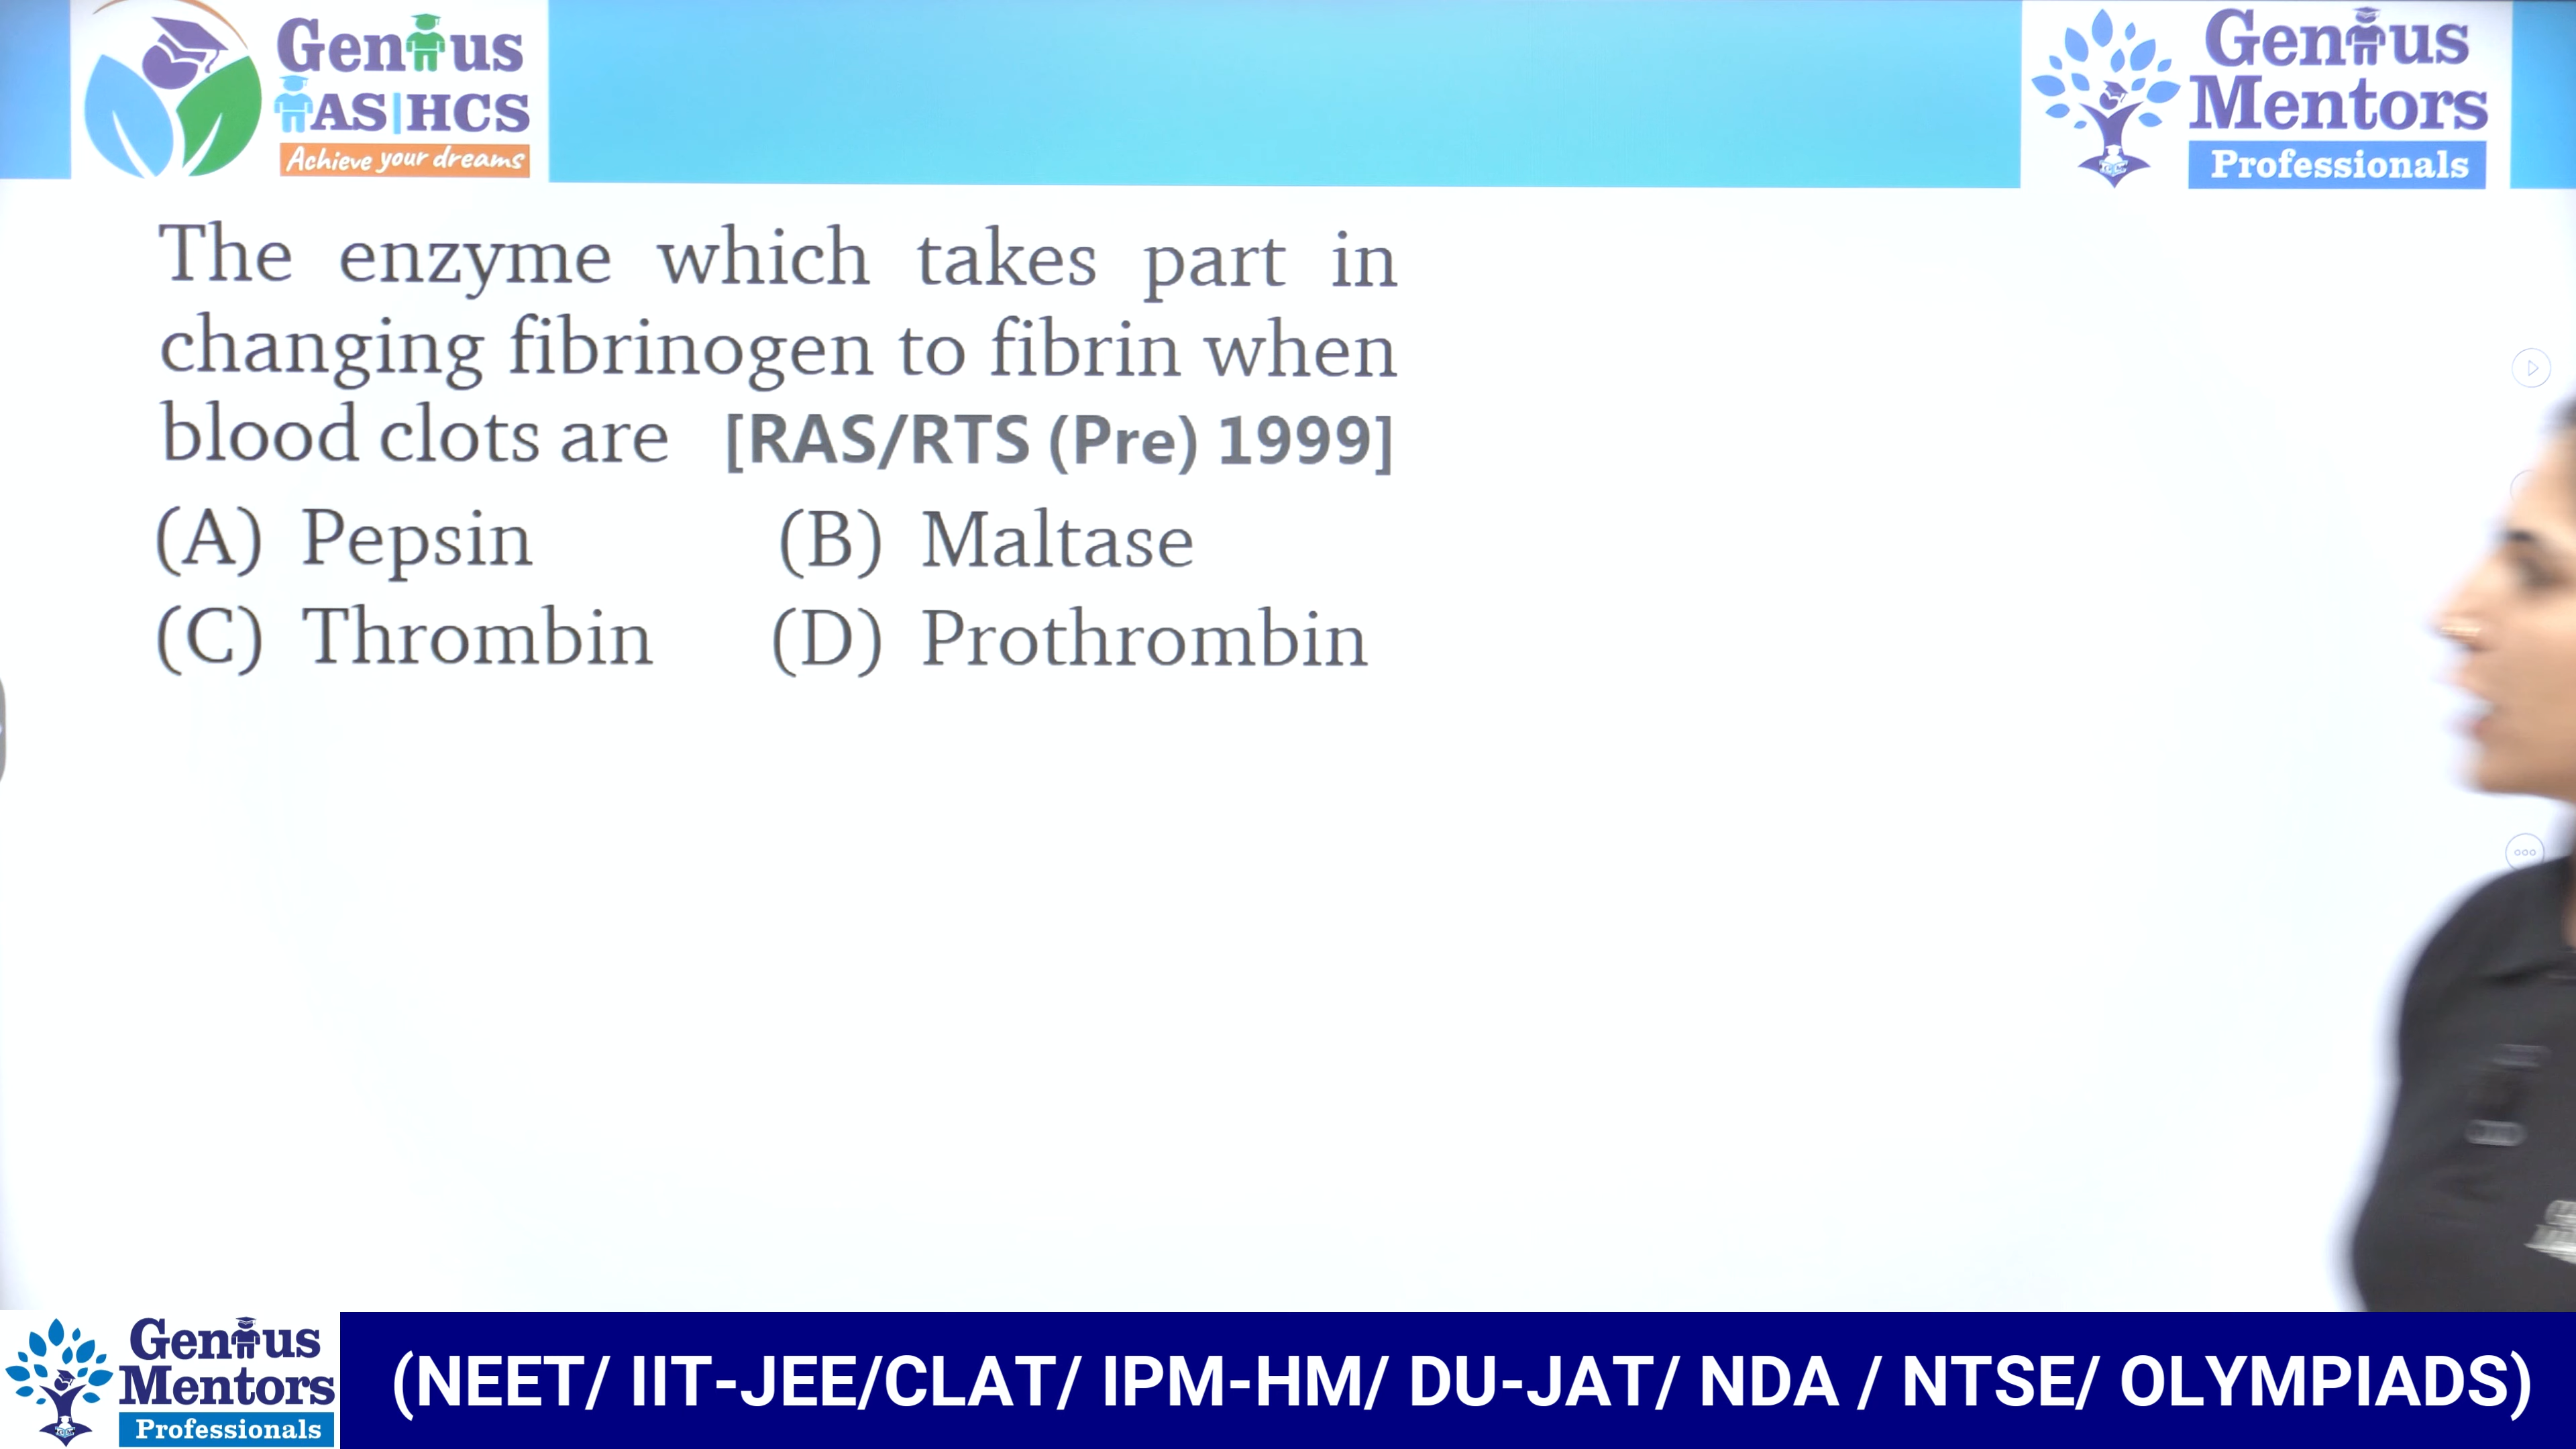 Genius
IAS|HCS
Achieve your dreams
Genius
Mentors
Professionals
The enzyme which takes part in
changing fibrinogen to fibrin when
blood clots are [RAS/RTS (Pre) 1999]
(A) Pepsin (B) Maltase
(C) Thrombin (D) Prothrombin
Genius
Mentors
Professionals
(NEET/ IIT-JEE/CLAT/ IPM-HM/ DU-JAT/ NDA / NTSE/ OLYMPIADS)